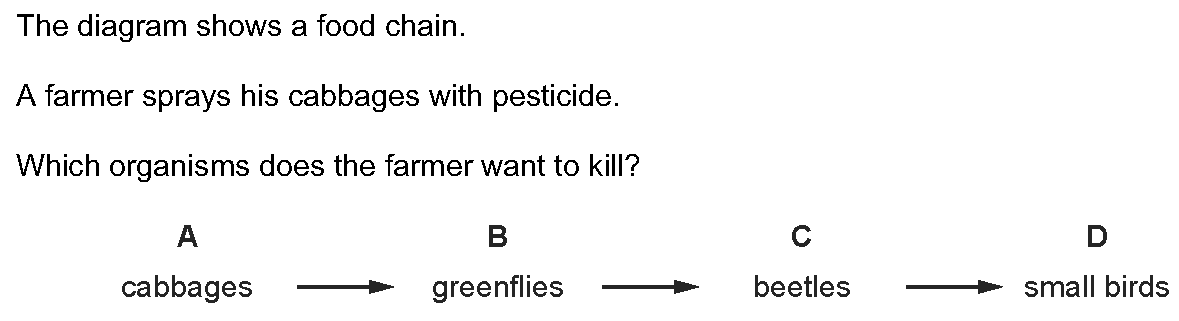 The diagram shows a food chain.
A farmer sprays his cabbages with pesticide.
Which organisms does the farmer want to kill?
A B C D
cabbages greenflies beetles small birds